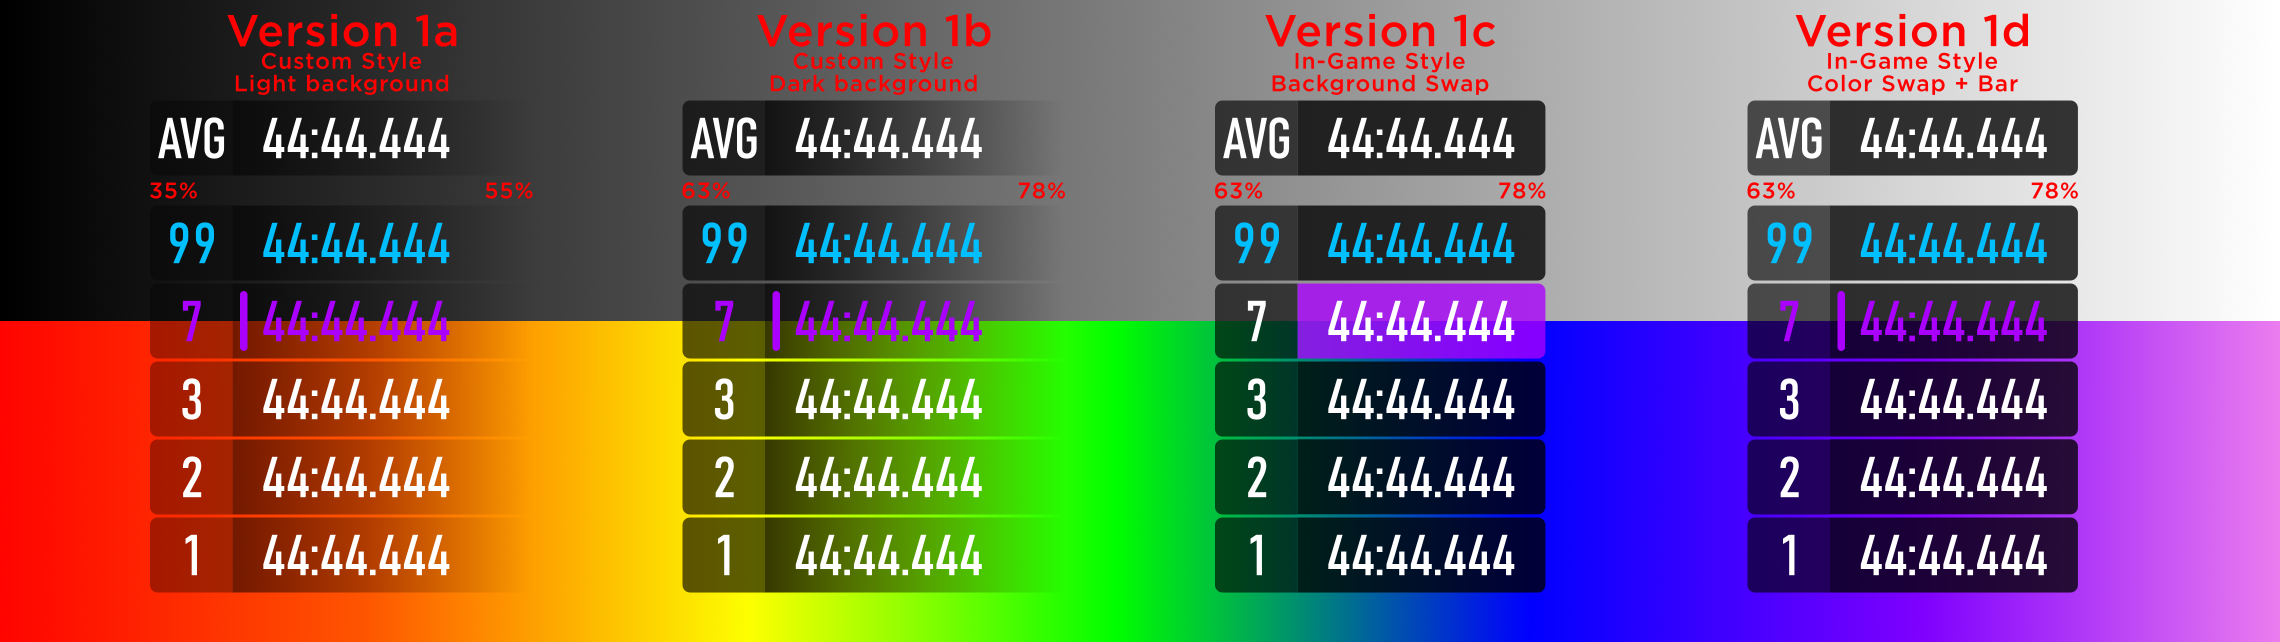 Version 1a
Custom Style
Light background
AVG 44:44.444
35% 55%
99 44:44.444
7 44:44.444
3 44:44.444
2 44:44.444
1 44:44.444
Version 1b
Custom Style
Dark background
AVG 44:44.444
63% 78%
99 44:44.444
7 44:44.444
3 44:44.444
2 44:44.444
1 44:44.444
Version 1c
In-Game Style
Background Swap
AVG 44:44.444
63% 78%
99 44:44.444
7 44:44.444
3 44:44.444
2 44:44.444
1 44:44.444
Version 1d
In-Game Style
Color Swap + Bar
AVG 44:44.444
63% 78%
99 44:44.444
7 44:44.444
3 44:44.444
2 44:44.444
1 44:44.444